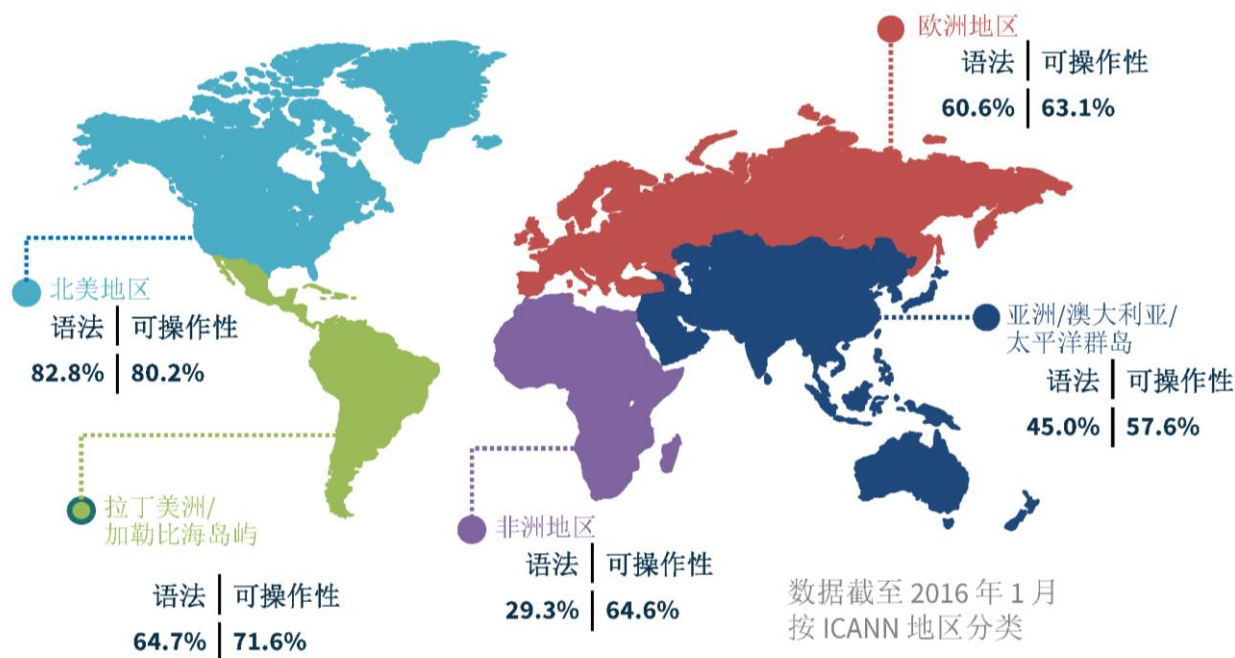 欧洲地区
语法 可操作性
60.6% 63.1%
北美地区
语法 可操作性
82.8% 80.2%
亚洲/澳大利亚/
太平洋群岛
语法 可操作性
45.0% 57.6%
拉丁美洲/
加勒比海岛屿
语法 可操作性
64.7% 71.6%
非洲地区
语法 可操作性
29.3% 64.6%
数据截至 2016 年 1 月
按 ICANN 地区分类